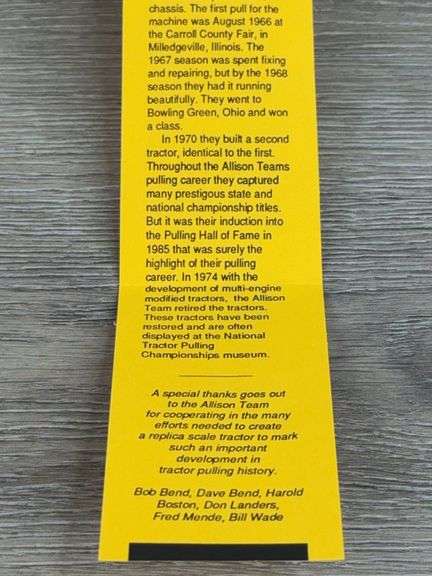 chassis. The first pull for the
machine was August 1966 at
the Carroll County Fair, in
Milledgeville, Illinois. The
1967 season was spent fixing
and repairing, but by the 1968
season they had it running
beautifully. They went to
Bowling Green, Ohio and won
a class.
In 1970 they built a second
tractor, identical to the first.
Throughout the Allison Teams
pulling career they captured
many prestigous state and
national championship titles.
But it was their induction into
the Pulling Hall of Fame in
1985 that was surely the
highlight of their pulling
career. In 1974 with the
development of multi-engine
modified tractors, the Allison
Team retired the tractors.
These tractors have been
restored and are often
displayed at the National
Tractor Pulling
Championships museum.
A special thanks goes out
to the Allison Team
for cooperating in the many
efforts needed to create
a replica scale tractor to mark
such an important
development in
tractor pulling history.
Bob Bend, Dave Bend, Harold
Boston, Don Landers,
Fred Mende, Bill Wade